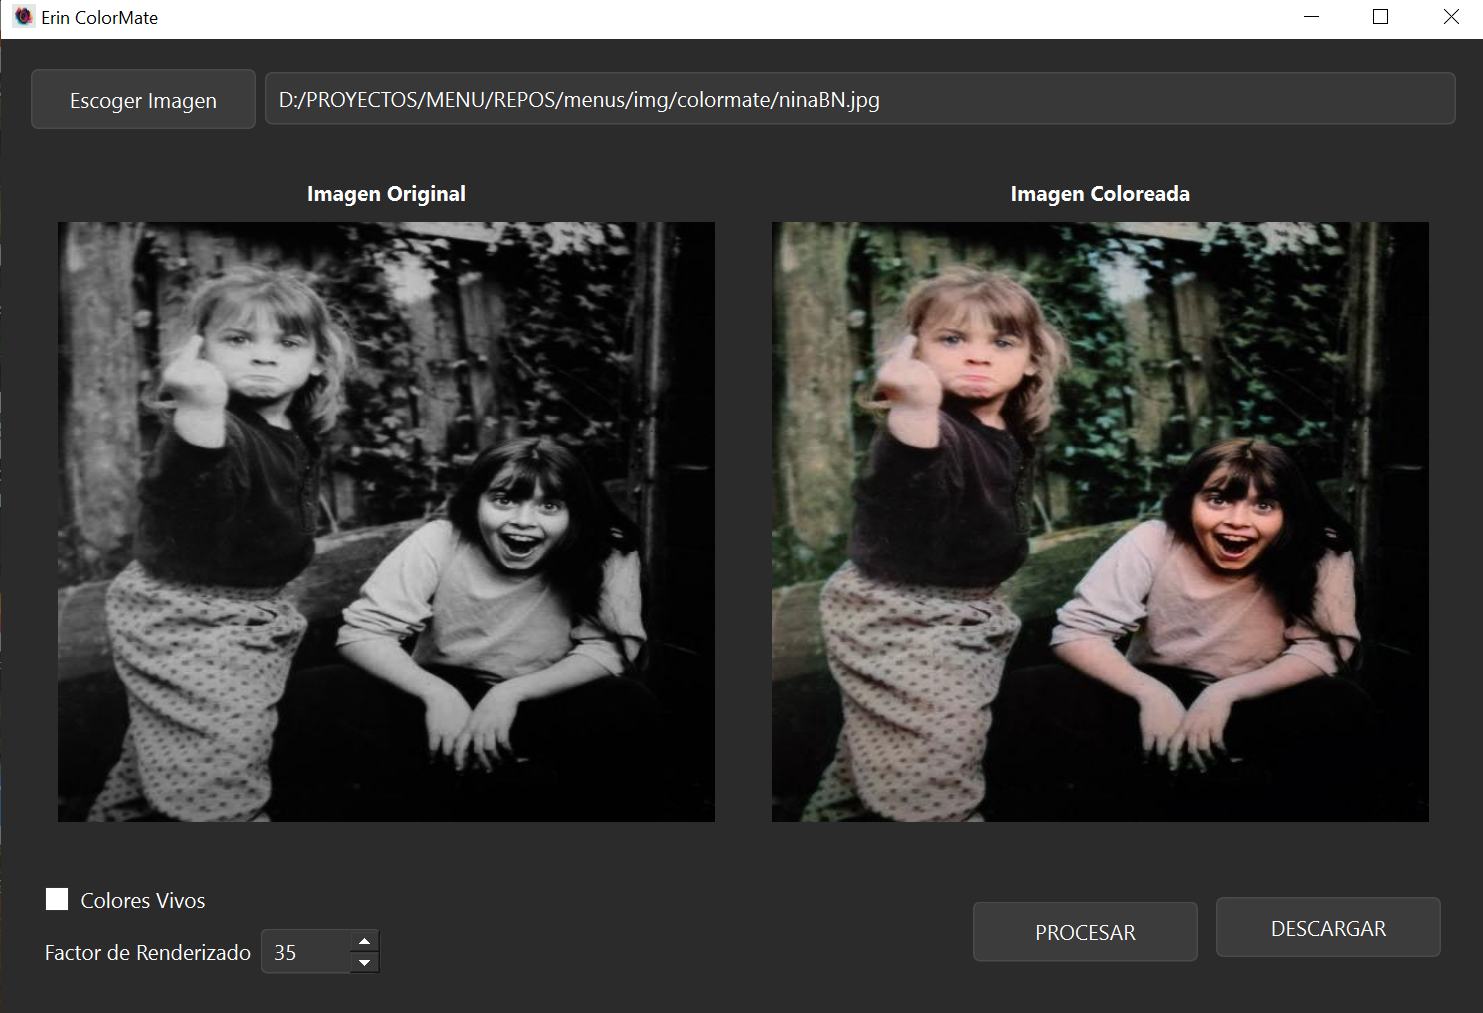 Erin ColorMate
Escoger Imagen
D:/PROYECTOS/MENU/REPOS/menus/img/colormate/ninaBN.jpg
Imagen Original
Imagen Coloreada
Colores Vivos
Factor de Renderizado 35
PROCESAR
DESCARGAR